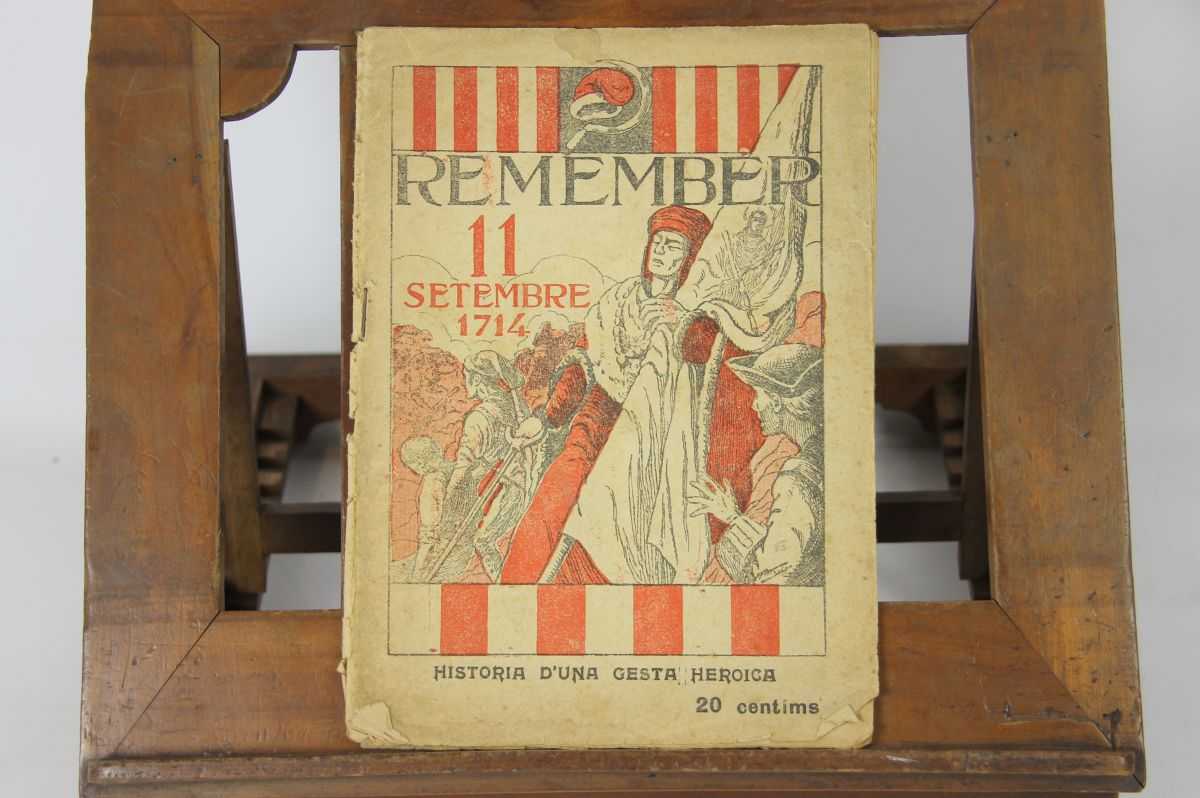 REMEMBER
11
SETEMBRE
1714
HISTORIA D'UNA GESTA HEROICA
20 centims